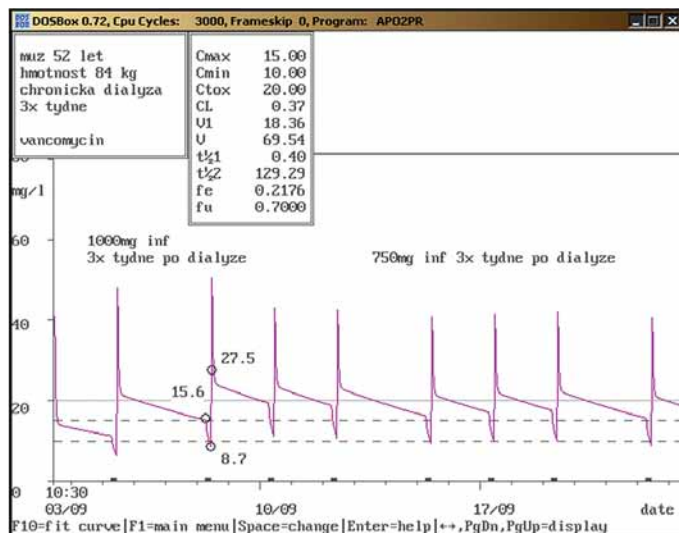 DOSBox 0.72, Cpu Cycles: 3000, Frameskip 0, Program: APO2PR
muz 52 let
hmotnost 84 kg
chronicka dialyza
3x tydne
vancomycin
Cmax 15.00
Cmin 10.00
Ctox 20.00
CL 0.37
V1 18.36
V 69.54
t½1 0.40
t½2 129.29
fe 0.2176
fu 0.7000
mg/l
60
40
20
0
1000mg inf
3x tydne po dialyze
750mg inf 3x tydne po dialyze
27.5
15.6
8.7
10:30
03/09 10/09 17/09 date
F10=fit curve|F1=main menu|Space=change|Enter=help|↔,PgDn,PgUp=display